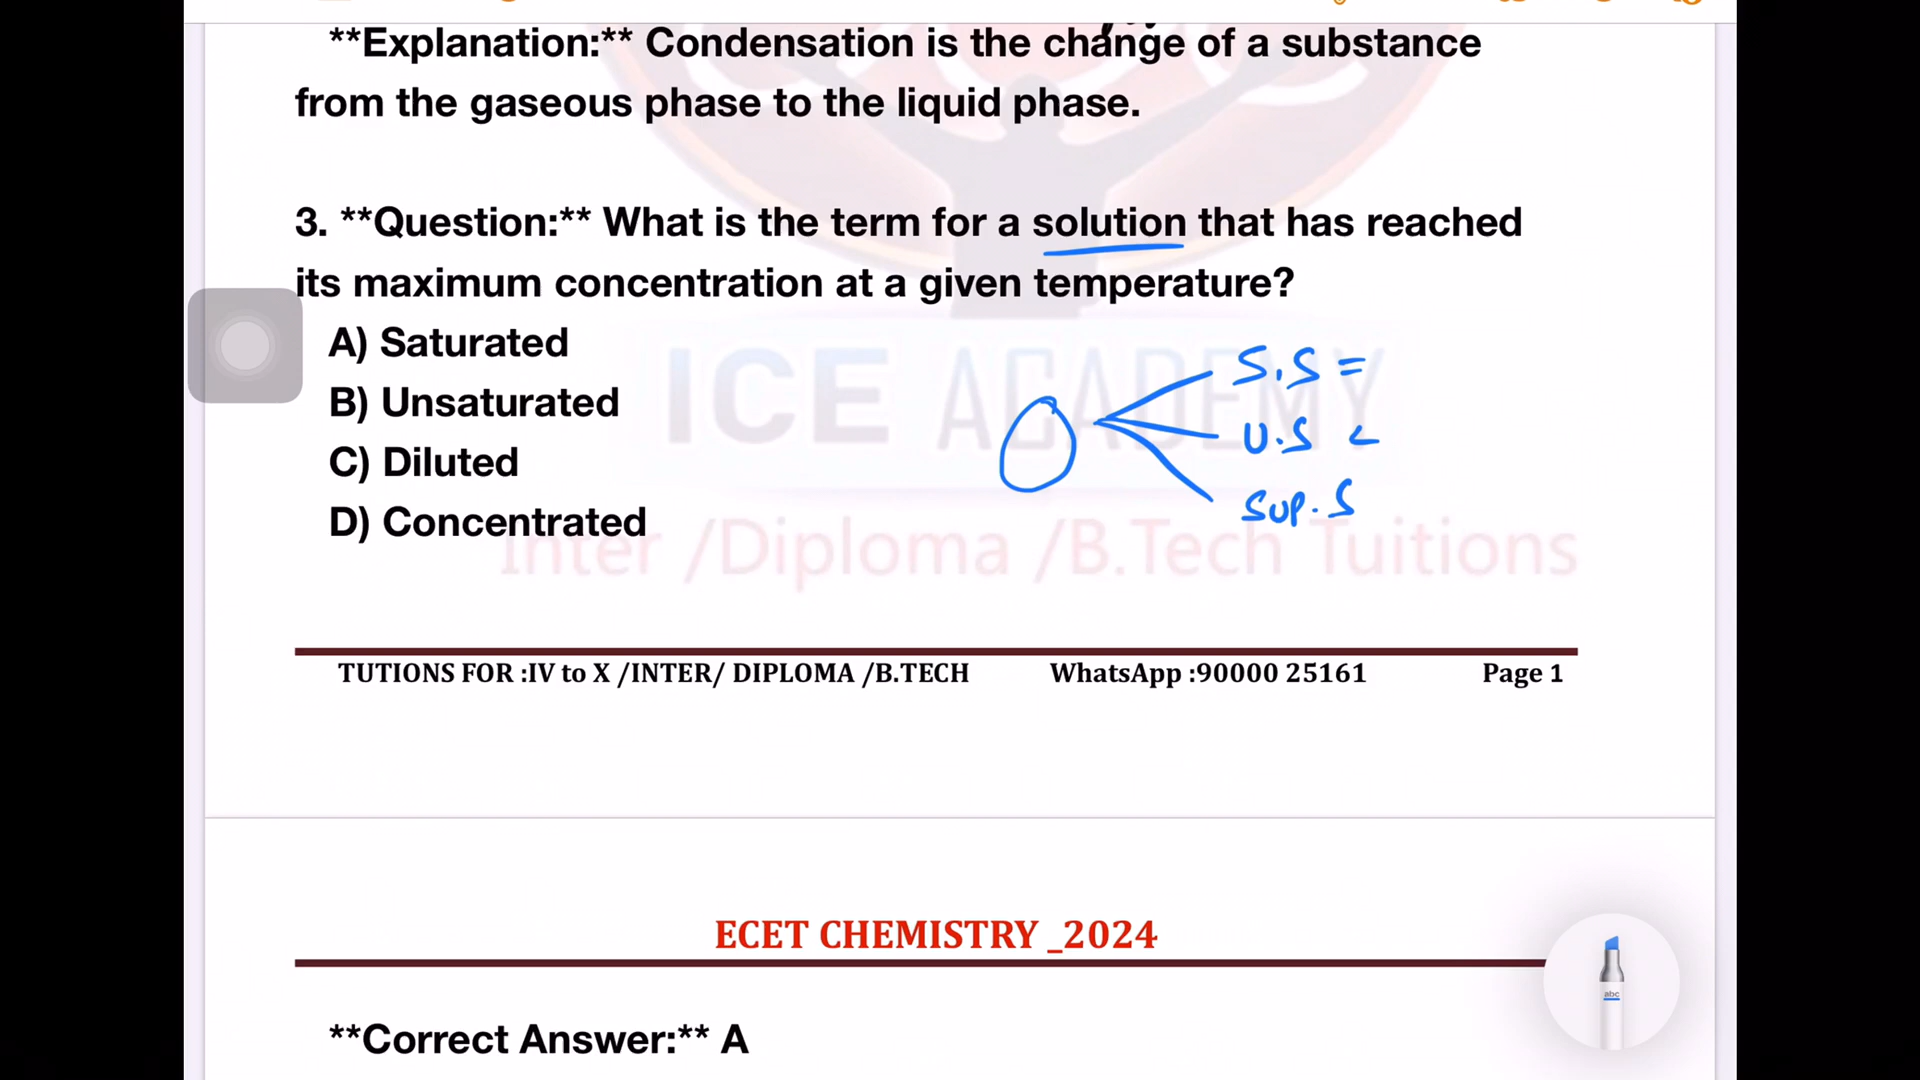 **Explanation:** Condensation is the change of a substance
from the gaseous phase to the liquid phase.
3. **Question:** What is the term for a solution that has reached
its maximum concentration at a given temperature?
A) Saturated
B) Unsaturated
C) Diluted
D) Concentrated
ICE ACADEMY
S.S =
U.S <
Sup. S
Inter /Diploma /B.Tech Tuitions
TUTIONS FOR :IV to X /INTER/ DIPLOMA /B.TECH WhatsApp :90000 25161 Page 1
ECET CHEMISTRY _2024
abc
**Correct Answer:** A